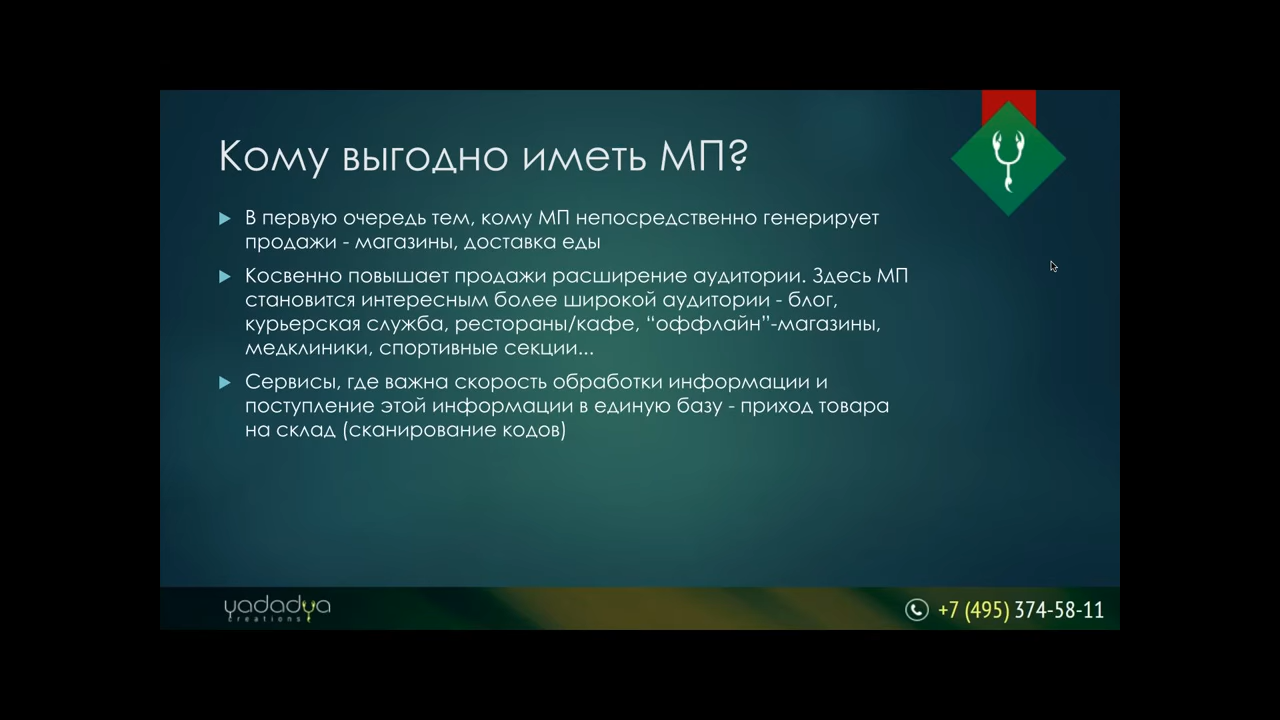 Кому выгодно иметь МП?
В первую очередь тем, кому МП непосредственно генерирует
продажи - магазины, доставка еды
Косвенно повышает продажи расширение аудитории. Здесь МП
становится интересным более широкой аудитории - блог,
курьерская служба, рестораны/кафе, “оффлайн”-магазины,
медклиники, спортивные секции...
Сервисы, где важна скорость обработки информации и
поступление этой информации в единую базу - приход товара
на склад (сканирование кодов)
yadadya
creations
+7 (495) 374-58-11